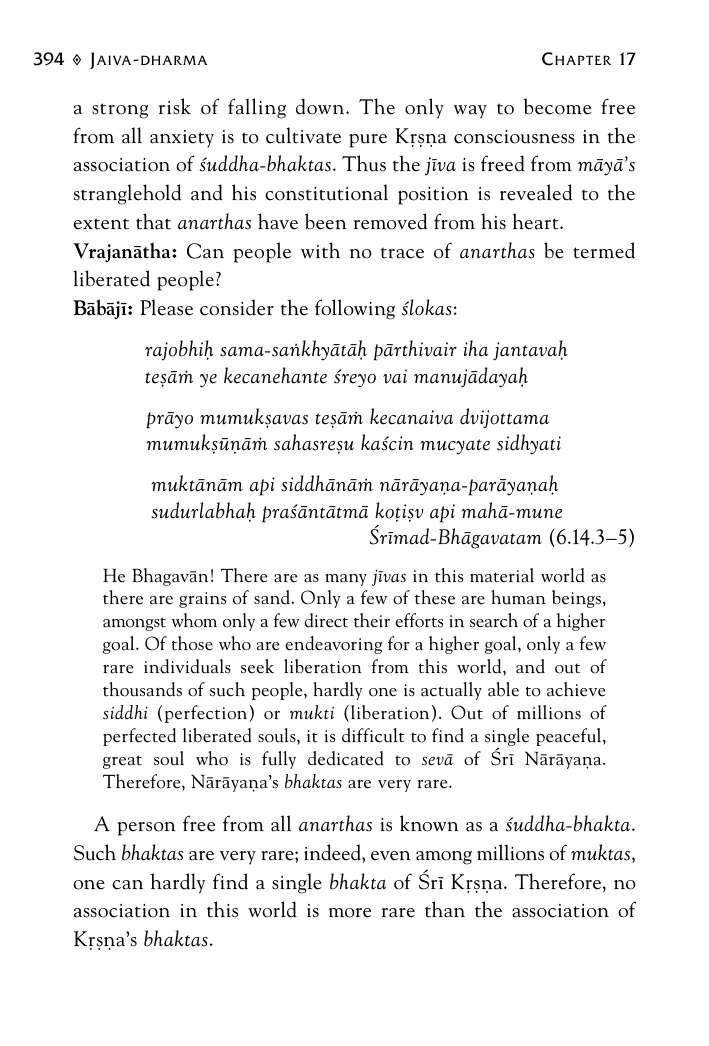 394 ◊ JAIVA-DHARMA CHAPTER 17
a strong risk of falling down. The only way to become free
from all anxiety is to cultivate pure Kṛṣṇa consciousness in the
association of śuddha-bhaktas. Thus the jīva is freed from māyā’s
stranglehold and his constitutional position is revealed to the
extent that anarthas have been removed from his heart.
Vrajanātha: Can people with no trace of anarthas be termed
liberated people?
Bābājī: Please consider the following ślokas:
rajobhiḥ sama-saṅkhyātāḥ pārthivair iha jantavaḥ
teṣāṁ ye kecanehante śreyo vai manujādayaḥ
prāyo mumukṣavas teṣāṁ kecanaiva dvijottama
mumukṣūṇāṁ sahasreṣu kaścin mucyate sidhyati
muktānām api siddhānāṁ nārāyaṇa-parāyaṇaḥ
sudurlabhaḥ praśāntātmā koṭiṣv api mahā-mune
Śrīmad-Bhāgavatam (6.14.3–5)
He Bhagavān! There are as many jīvas in this material world as
there are grains of sand. Only a few of these are human beings,
amongst whom only a few direct their efforts in search of a higher
goal. Of those who are endeavoring for a higher goal, only a few
rare individuals seek liberation from this world, and out of
thousands of such people, hardly one is actually able to achieve
siddhi (perfection) or mukti (liberation). Out of millions of
perfected liberated souls, it is difficult to find a single peaceful,
great soul who is fully dedicated to sevā of Śrī Nārāyaṇa.
Therefore, Nārāyaṇa’s bhaktas are very rare.
A person free from all anarthas is known as a śuddha-bhakta.
Such bhaktas are very rare; indeed, even among millions of muktas,
one can hardly find a single bhakta of Śrī Kṛṣṇa. Therefore, no
association in this world is more rare than the association of
Kṛṣṇa’s bhaktas.